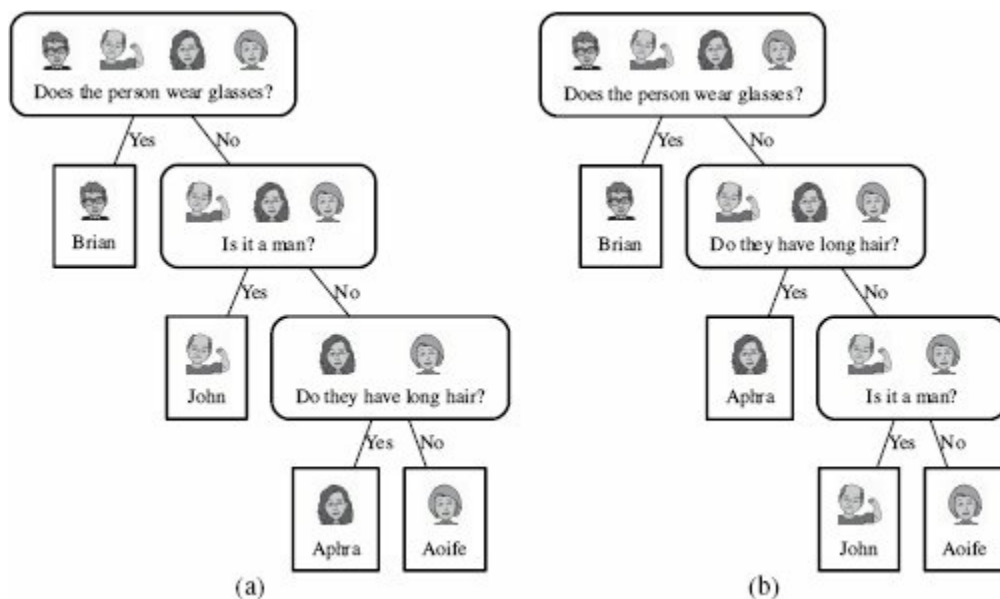 Does the person wear glasses?
Yes
No
Brian
Is it a man?
Yes
No
John
Do they have long hair?
Yes
No
Aphra
Aoife
(a)
Does the person wear glasses?
Yes
No
Brian
Do they have long hair?
Yes
No
Aphra
Is it a man?
Yes
No
John
Aoife
(b)